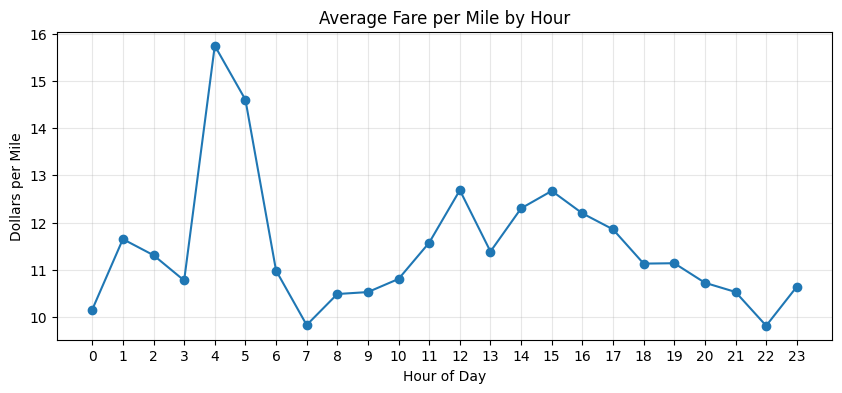 Average Fare per Mile by Hour
Dollars per Mile
16
15
14
13
12
11
10
0 1 2 3 4 5 6 7 8 9 10 11 12 13 14 15 16 17 18 19 20 21 22 23
Hour of Day